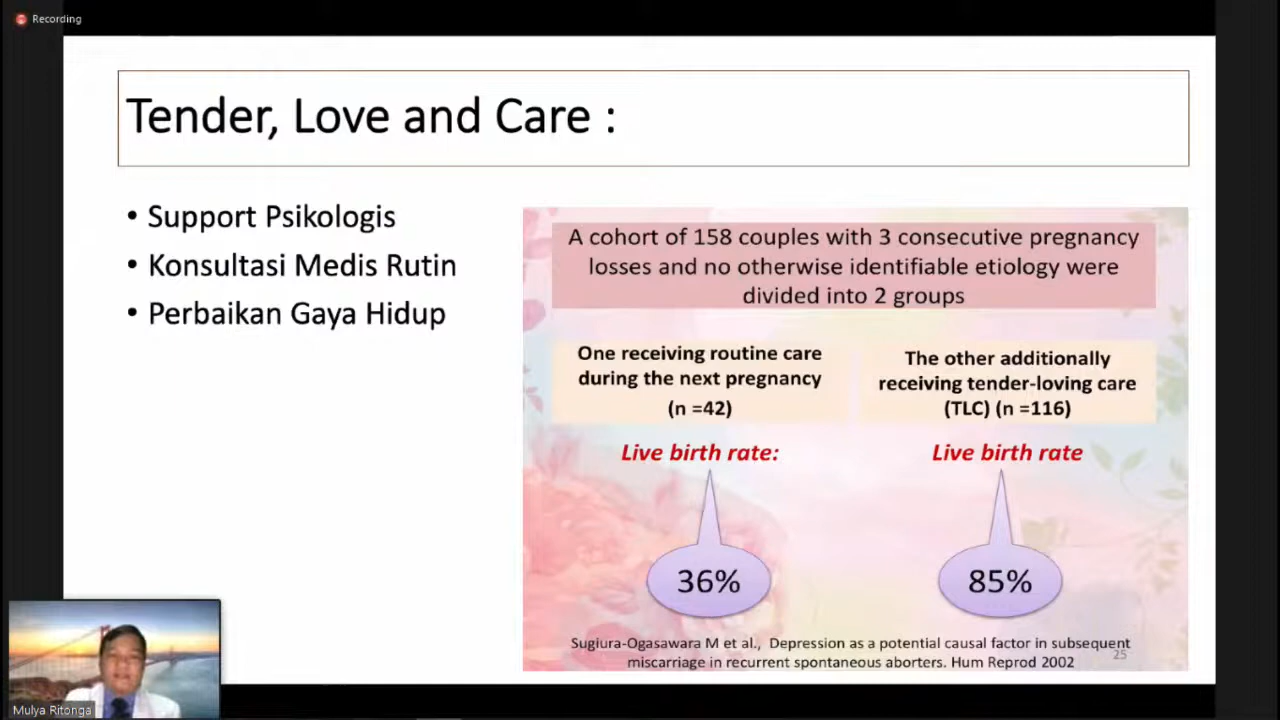 Recording
Tender, Love and Care :
• Support Psikologis
• Konsultasi Medis Rutin
• Perbaikan Gaya Hidup
A cohort of 158 couples with 3 consecutive pregnancy
losses and no otherwise identifiable etiology were
divided into 2 groups
One receiving routine care
during the next pregnancy
(n =42)
The other additionally
receiving tender-loving care
(TLC) (n =116)
Live birth rate:
Live birth rate
36%
85%
Sugiura-Ogasawara M et al., Depression as a potential causal factor in subsequent
miscarriage in recurrent spontaneous aborters. Hum Reprod 2002
25
Mulya Ritonga